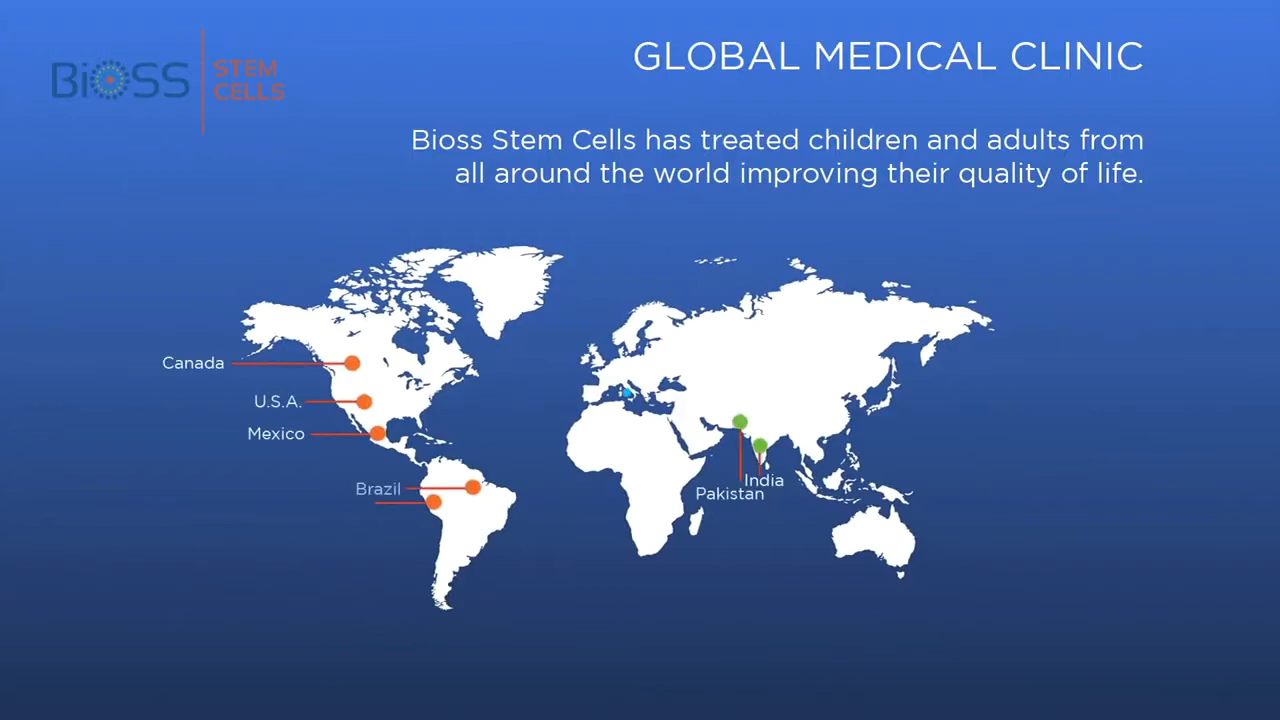 BiOSS
STEM
CELLS
GLOBAL MEDICAL CLINIC
Bioss Stem Cells has treated children and adults from
all around the world improving their quality of life.
Canada
U.S.A.
Mexico
Brazil
India
Pakistan